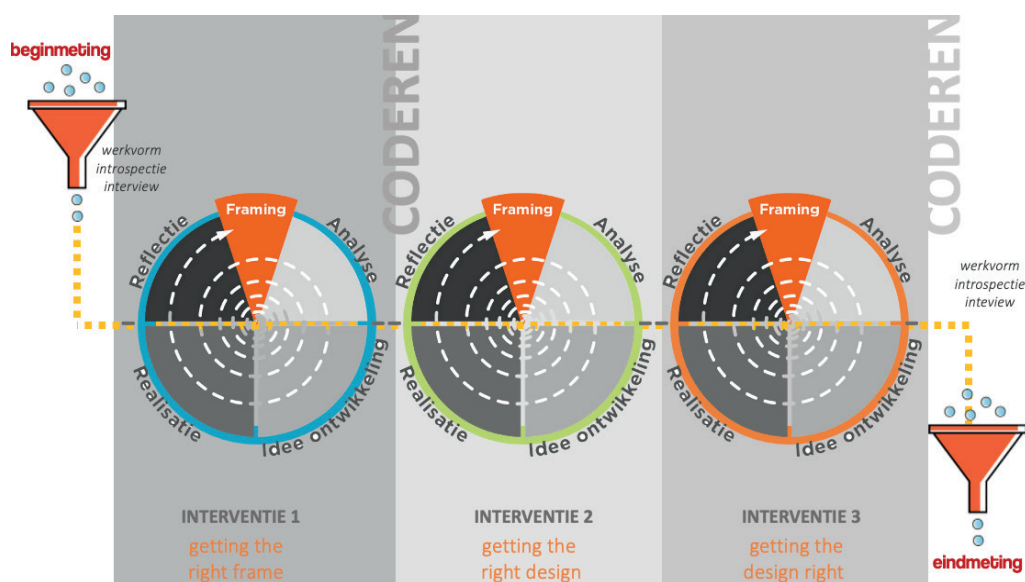 beginmeting
werkvorm
introspectie
interview
CODEREN
CODEREN
Framing
Reflectie
Analyse
Realisatie
Idee ontwikkeling
Framing
Reflectie
Analyse
Realisatie
Idee ontwikkeling
Framing
Reflectie
Analyse
Realisatie
Idee ontwikkeling
werkvorm
introspectie
inteview
INTERVENTIE 1
getting the
right frame
INTERVENTIE 2
getting the
right design
INTERVENTIE 3
getting the
design right
eindmeting